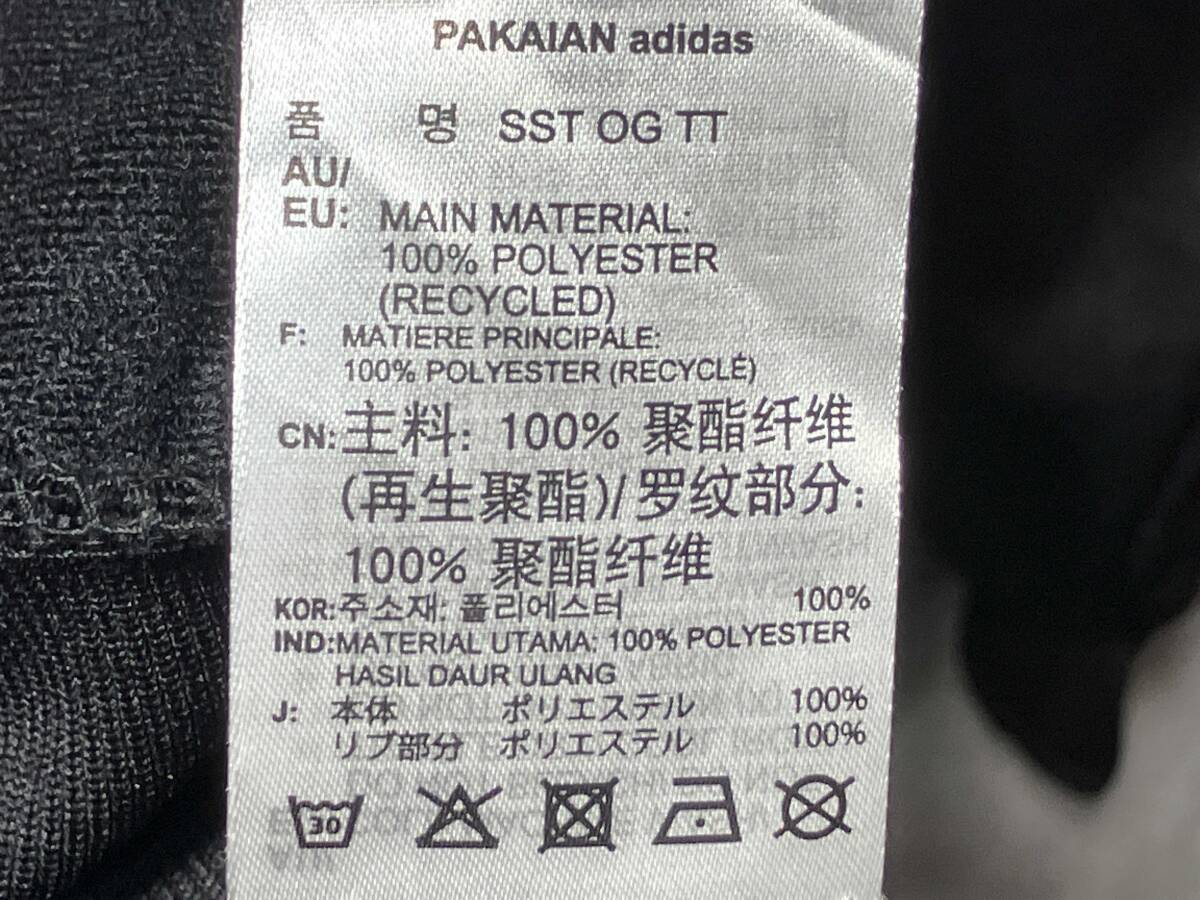 PAKAIAN adidas
품 명 SST OG TT
AU/
EU: MAIN MATERIAL:
100% POLYESTER
(RECYCLED)
F: MATIERE PRINCIPALE:
100% POLYESTER (RECYCLÉ)
CN:主料: 100% 聚酯纤维
(再生聚酯)/罗纹部分:
100% 聚酯纤维
KOR:주소재: 폴리에스터 100%
IND:MATERIAL UTAMA: 100% POLYESTER
HASIL DAUR ULANG
J: 本体 ポリエステル 100%
リブ部分 ポリエステル 100%
30